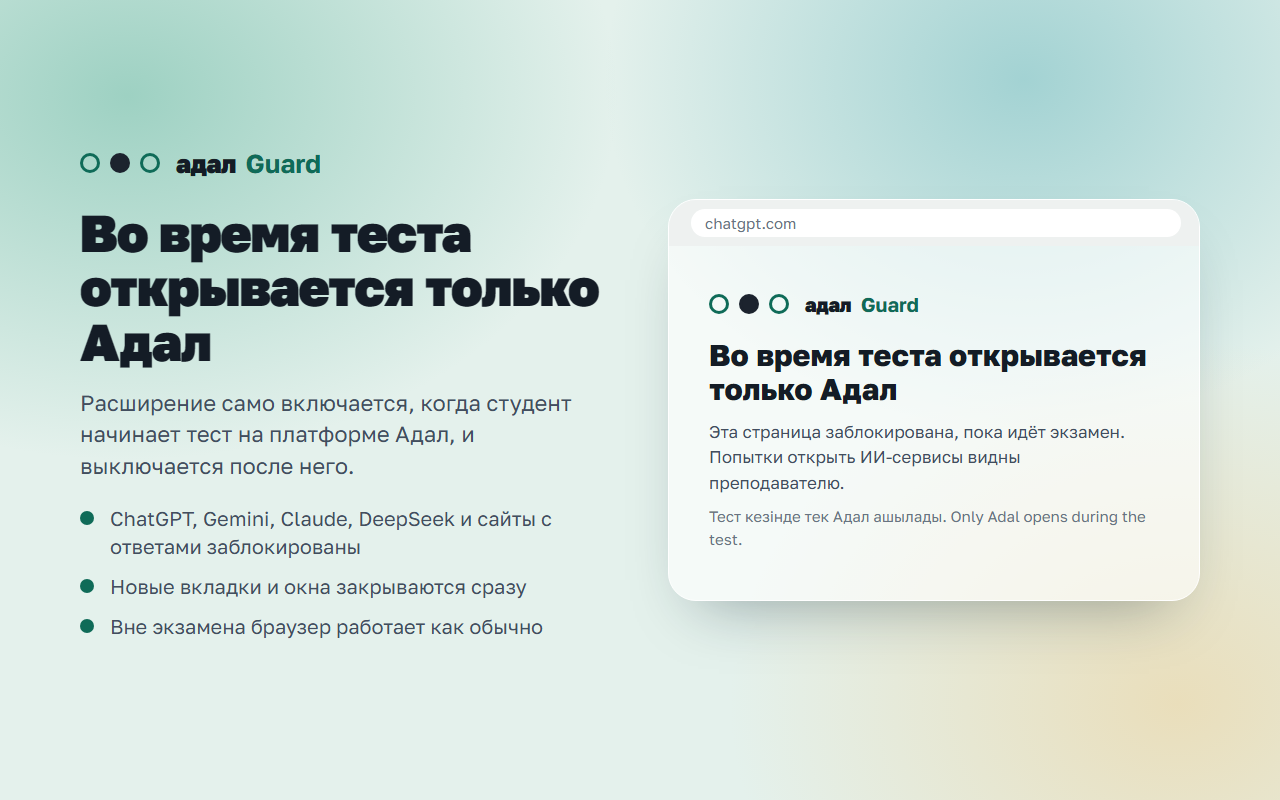 адал Guard
Во время теста
открывается только
Адал
Расширение само включается, когда студент
начинает тест на платформе Адал, и
выключается после него.
ChatGPT, Gemini, Claude, DeepSeek и сайты с
ответами заблокированы
Новые вкладки и окна закрываются сразу
Вне экзамена браузер работает как обычно
chatgpt.com
адал Guard
Во время теста открывается
только Адал
Эта страница заблокирована, пока идёт экзамен.
Попытки открыть ИИ-сервисы видны
преподавателю.
Тест кезінде тек Адал ашылады. Only Adal opens during the
test.